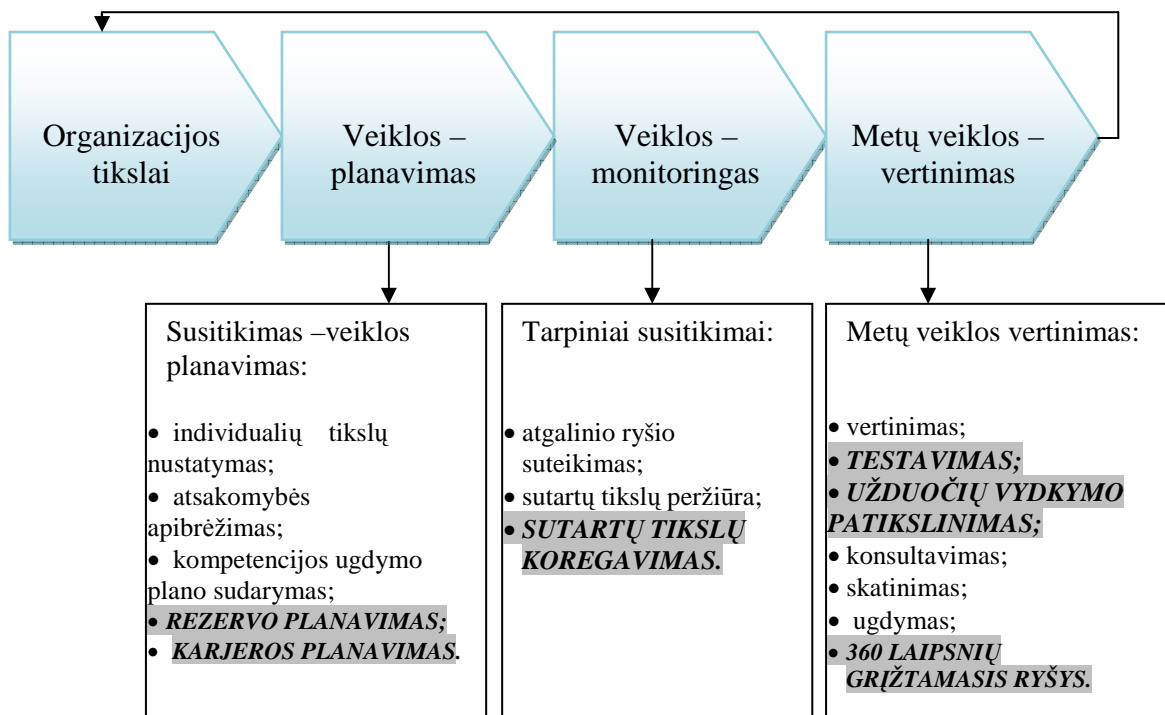 Organizacijos
tikslai
Veiklos –
planavimas
Veiklos –
monitoringas
Metų veiklos –
vertinimas
Susitikimas –veiklos
planavimas:
• individualių tikslų
nustatymas;
• atsakomybės
apibrėžimas;
• kompetencijos ugdymo
plano sudarymas;
• REZERVO PLANAVIMAS;
• KARJEROS PLANAVIMAS.
Tarpiniai susitikimai:
• atgalinio ryšio
suteikimas;
• sutartų tikslų peržiūra;
• SUTARTŲ TIKSLŲ
KOREGAVIMAS.
Metų veiklos vertinimas:
• vertinimas;
• TESTAVIMAS;
• UŽDUOČIŲ VYDKYMO
PATIKSLINIMAS;
• konsultavimas;
• skatinimas;
• ugdymas;
• 360 LAIPSNIŲ
GRĮŽTAMASIS RYŠYS.